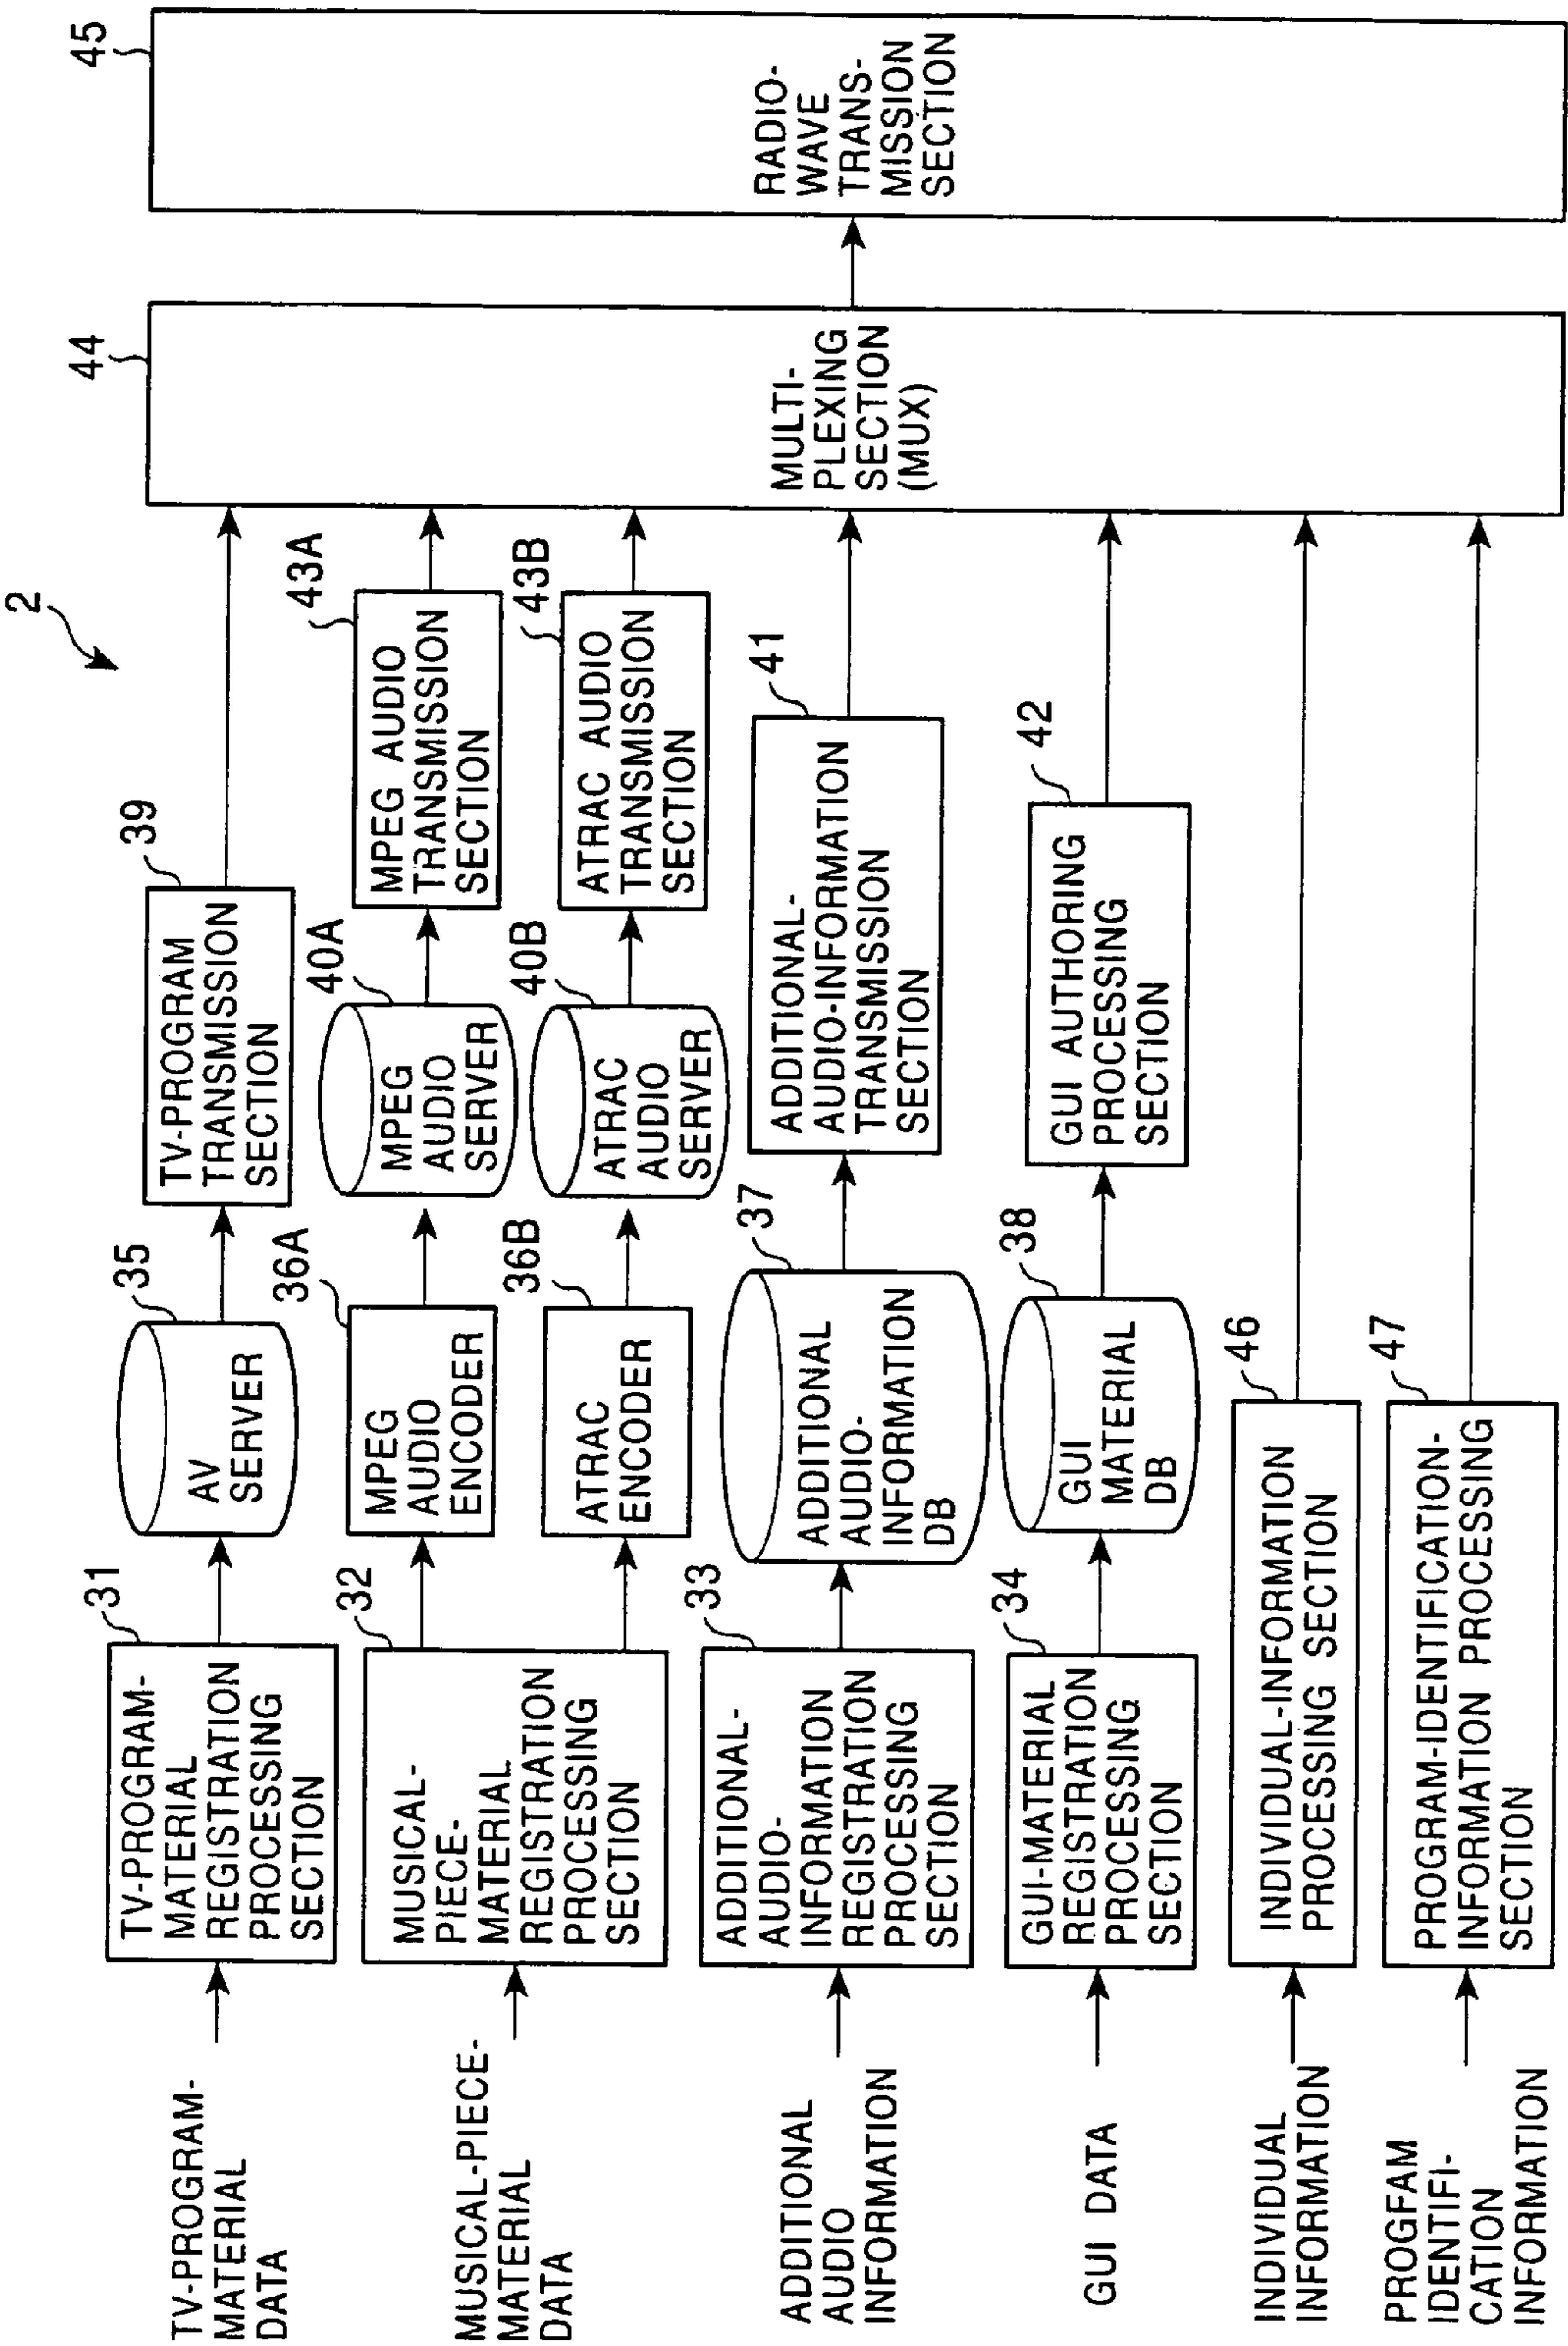 2
TV-PROGRAM-
MATERIAL
DATA
31
TV-PROGRAM-
MATERIAL
REGISTRATION
PROCESSING
SECTION
35
AV
SERVER
39
TV-PROGRAM
TRANSMISSION
SECTION
MUSICAL-PIECE-
MATERIAL
DATA
32
MUSICAL-
PIECE-
MATERIAL
REGISTRATION
PROCESSING
SECTION
36A
MPEG
AUDIO
ENCODER
40A
MPEG
AUDIO
SERVER
43A
MPEG AUDIO
TRANSMISSION
SECTION
36B
ATRAC
ENCODER
40B
ATRAC
AUDIO
SERVER
43B
ATRAC AUDIO
TRANSMISSION
SECTION
ADDITIONAL
AUDIO
INFORMATION
33
ADDITIONAL-
AUDIO-
INFORMATION
REGISTRATION
PROCESSING
SECTION
37
ADDITIONAL
AUDIO-
INFORMATION
DB
41
ADDITIONAL-
AUDIO-INFORMATION
TRANSMISSION
SECTION
GUI DATA
34
GUI-MATERIAL
REGISTRATION
PROCESSING
SECTION
38
GUI
MATERIAL
DB
42
GUI AUTHORING
PROCESSING
SECTION
INDIVIDUAL
INFORMATION
46
INDIVIDUAL-INFORMATION
PROCESSING SECTION
PROGFAM
IDENTIFI-
CATION
INFORMATION
47
PROGRAM-IDENTIFICATION-
INFORMATION PROCESSING
SECTION
44
MULTI-
PLEXING
SECTION
(MUX)
45
RADIO-
WAVE
TRANS-
MISSION
SECTION